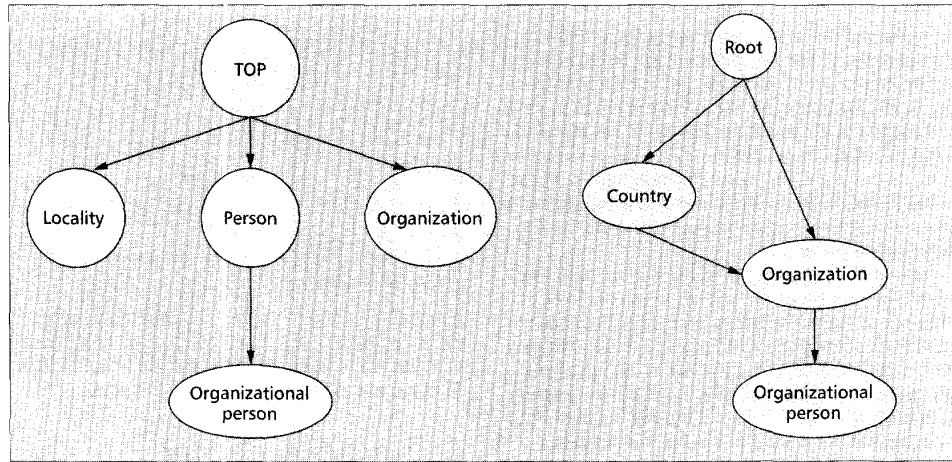 TOP
Root
Locality
Person
Organization
Country
Organization
Organizational
person
Organizational
person